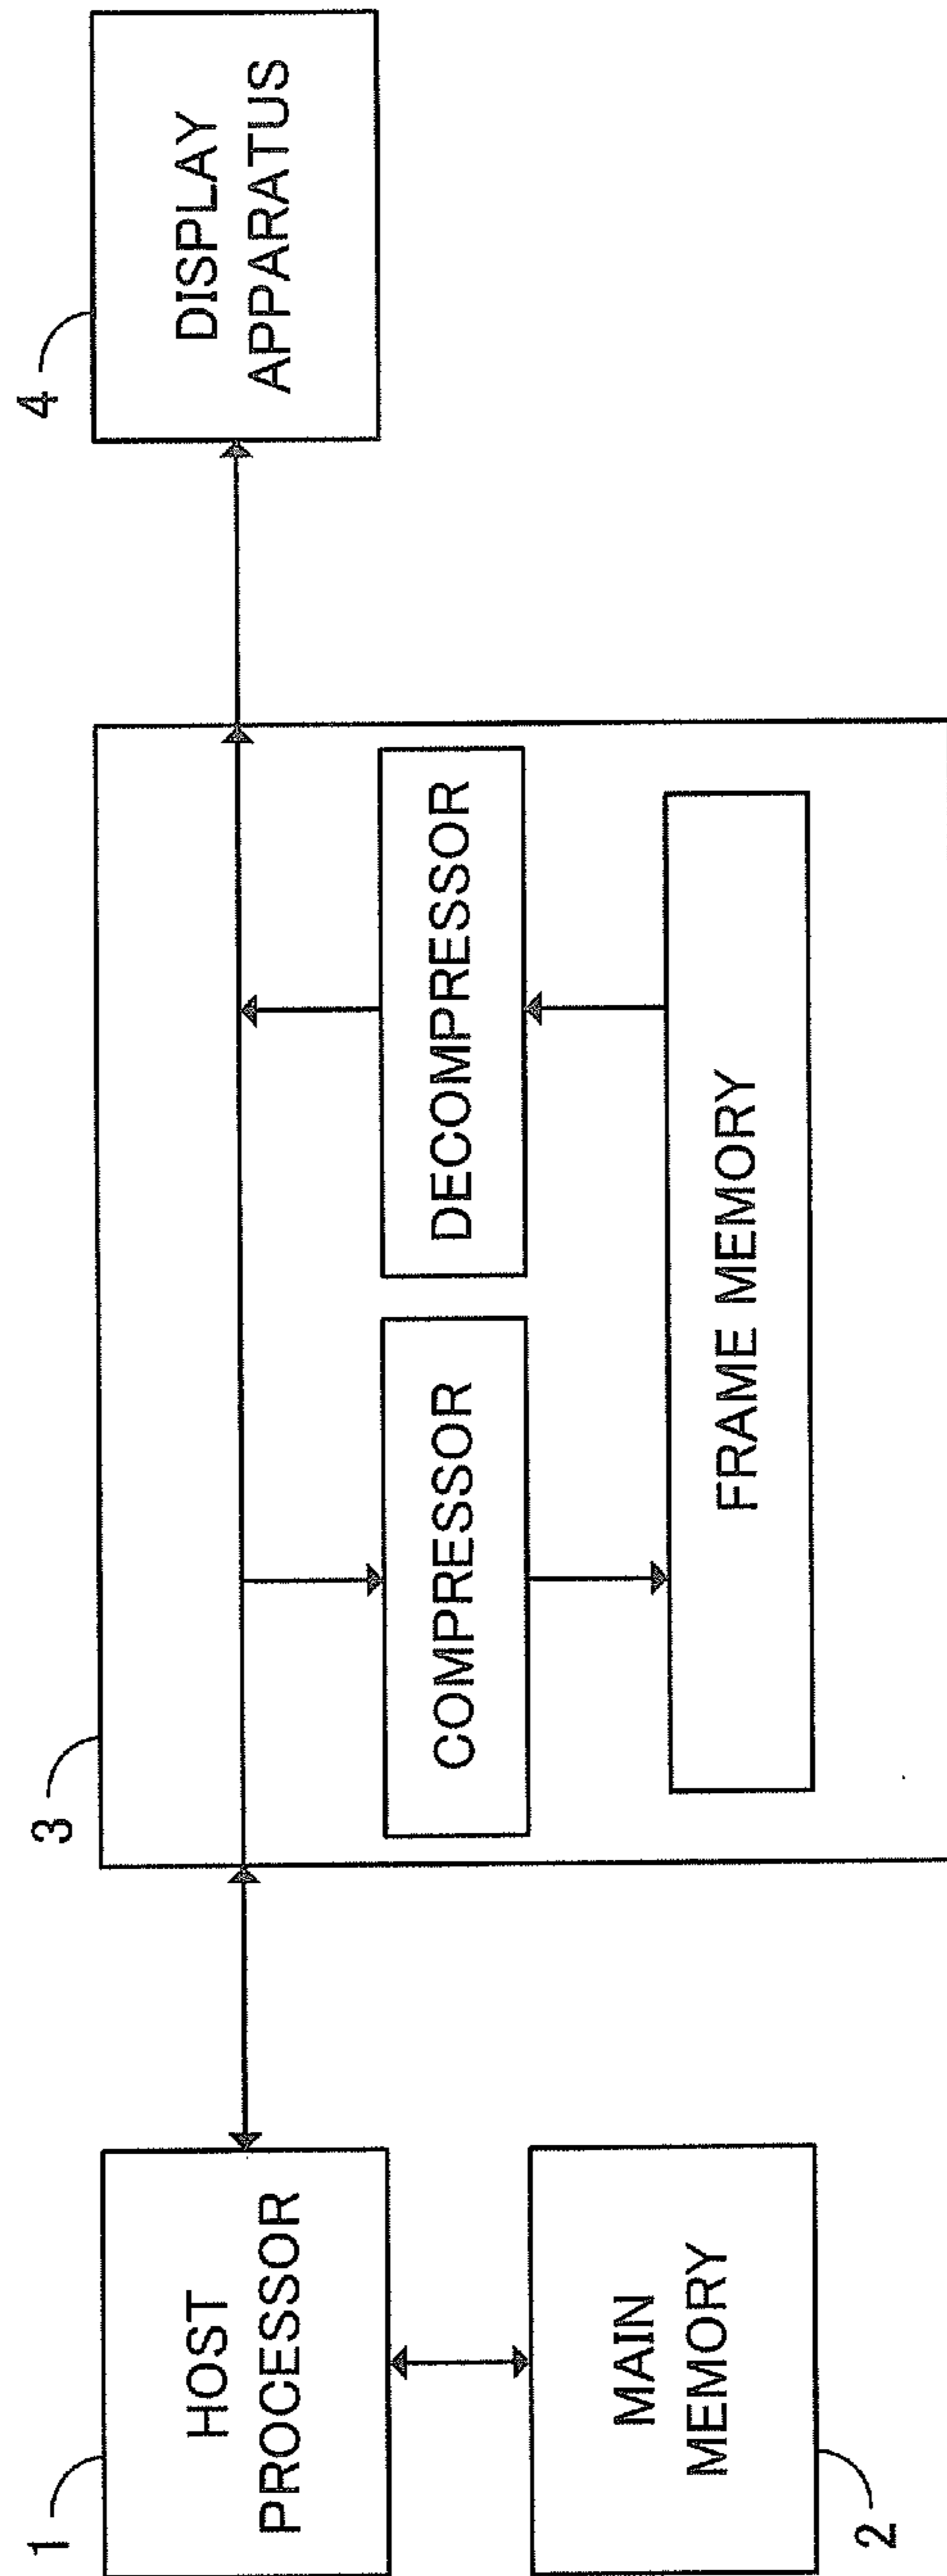 1
HOST
PROCESSOR
MAIN
MEMORY
2
3
COMPRESSOR
DECOMPRESSOR
FRAME MEMORY
4
DISPLAY
APPARATUS